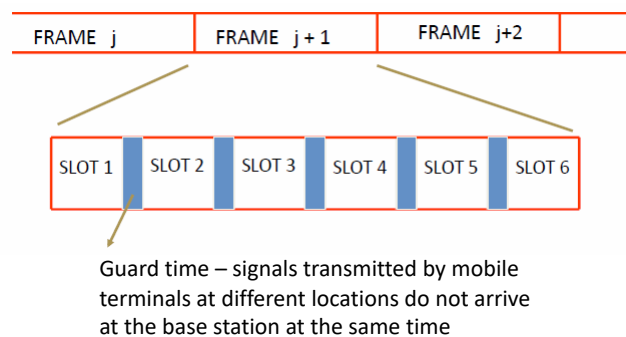 FRAME j
FRAME j + 1
FRAME j+2
SLOT 1
SLOT 2
SLOT 3
SLOT 4
SLOT 5
SLOT 6
Guard time – signals transmitted by mobile
terminals at different locations do not arrive
at the base station at the same time